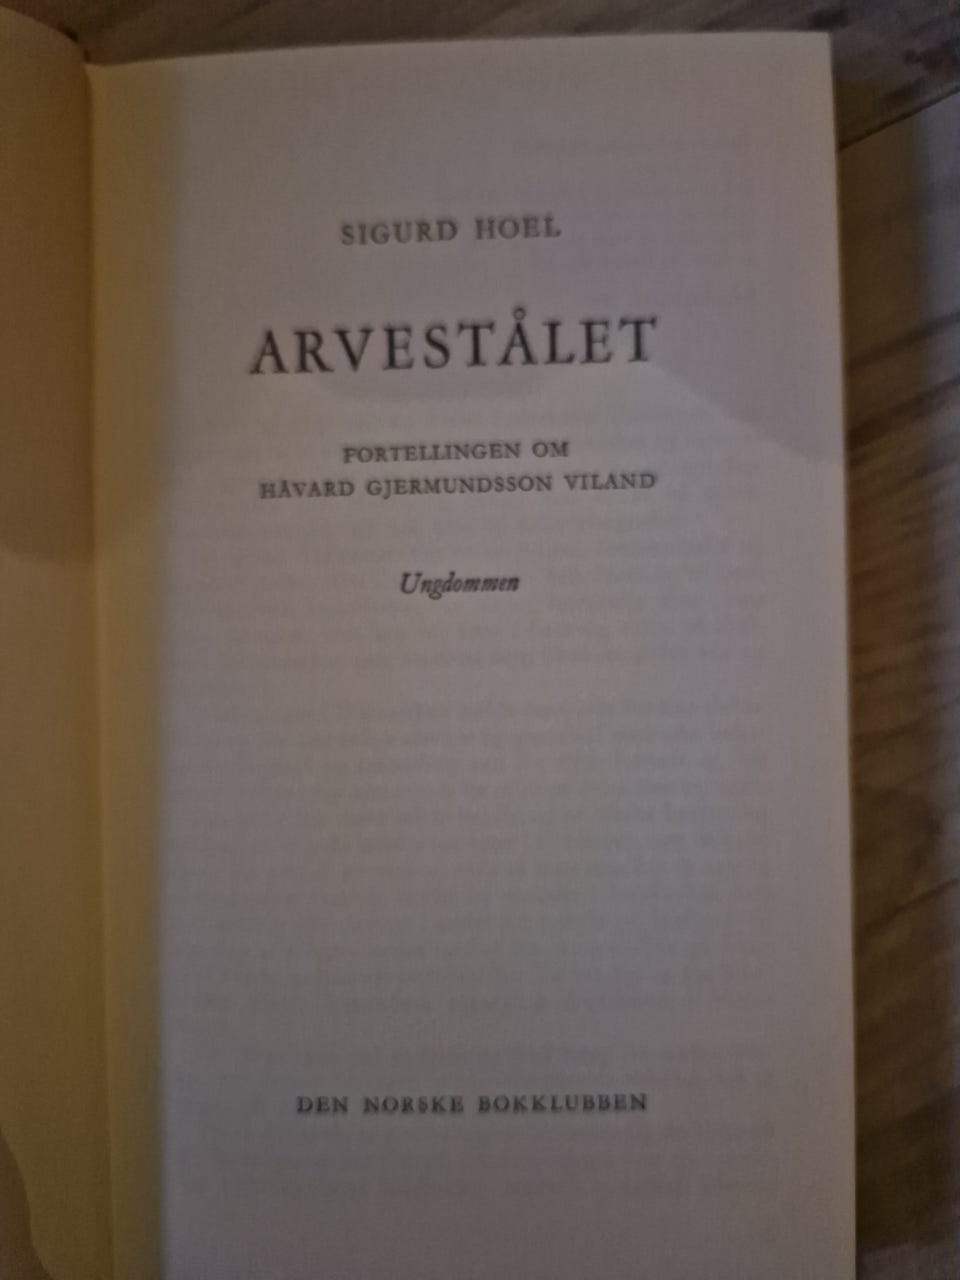 SIGURD HOEL
ARVESTÅLET
FORTELLINGEN OM
HÅVARD GJERMUNDSSON VILAND
Ungdommen
DEN NORSKE BOKKLUBBEN